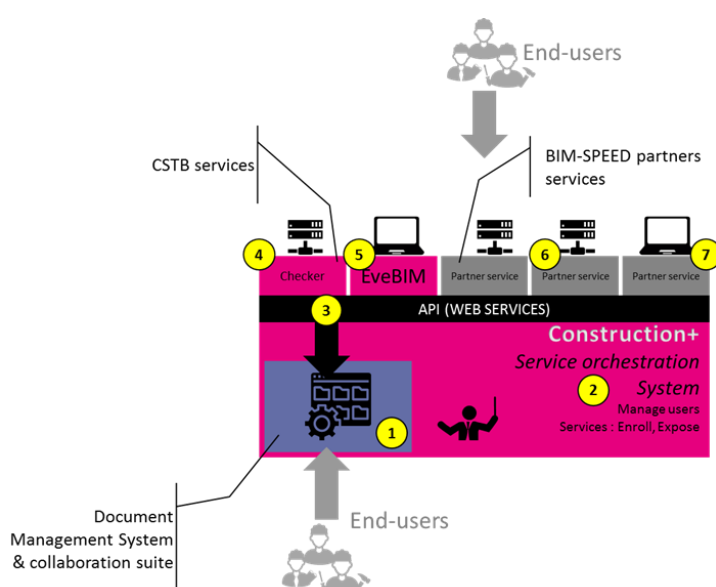 End-users
CSTB services
BIM-SPEED partners
services
4
5
6
7
Checker
EveBIM
Partner service
Partner service
Partner service
3
API (WEB SERVICES)
Construction+
Service orchestration
System
2
Manage users
Services : Enroll, Expose
1
Document
Management System
& collaboration suite
End-users